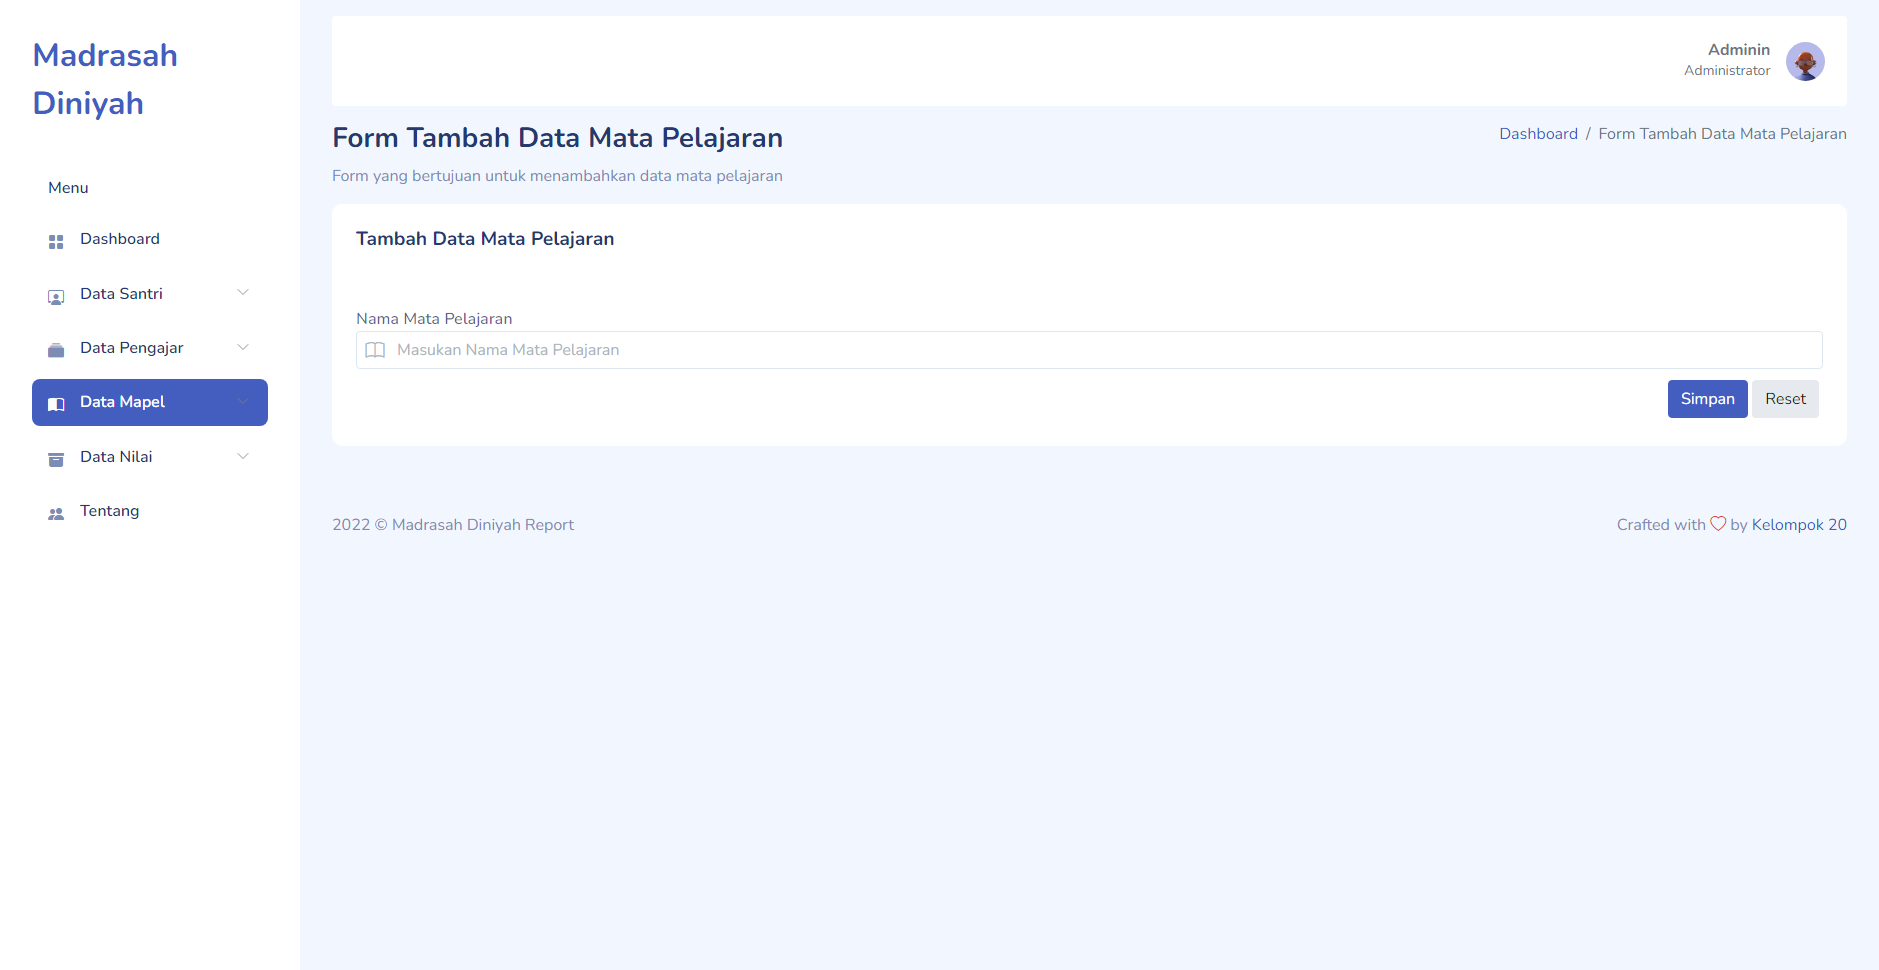 Madrasah
Diniyah
Menu
Dashboard
Data Santri
Data Pengajar
Data Mapel
Data Nilai
Tentang
Adminin
Administrator
Form Tambah Data Mata Pelajaran
Dashboard / Form Tambah Data Mata Pelajaran
Form yang bertujuan untuk menambahkan data mata pelajaran
Tambah Data Mata Pelajaran
Nama Mata Pelajaran
Masukan Nama Mata Pelajaran
Simpan Reset
2022 © Madrasah Diniyah Report
Crafted with ♡ by Kelompok 20